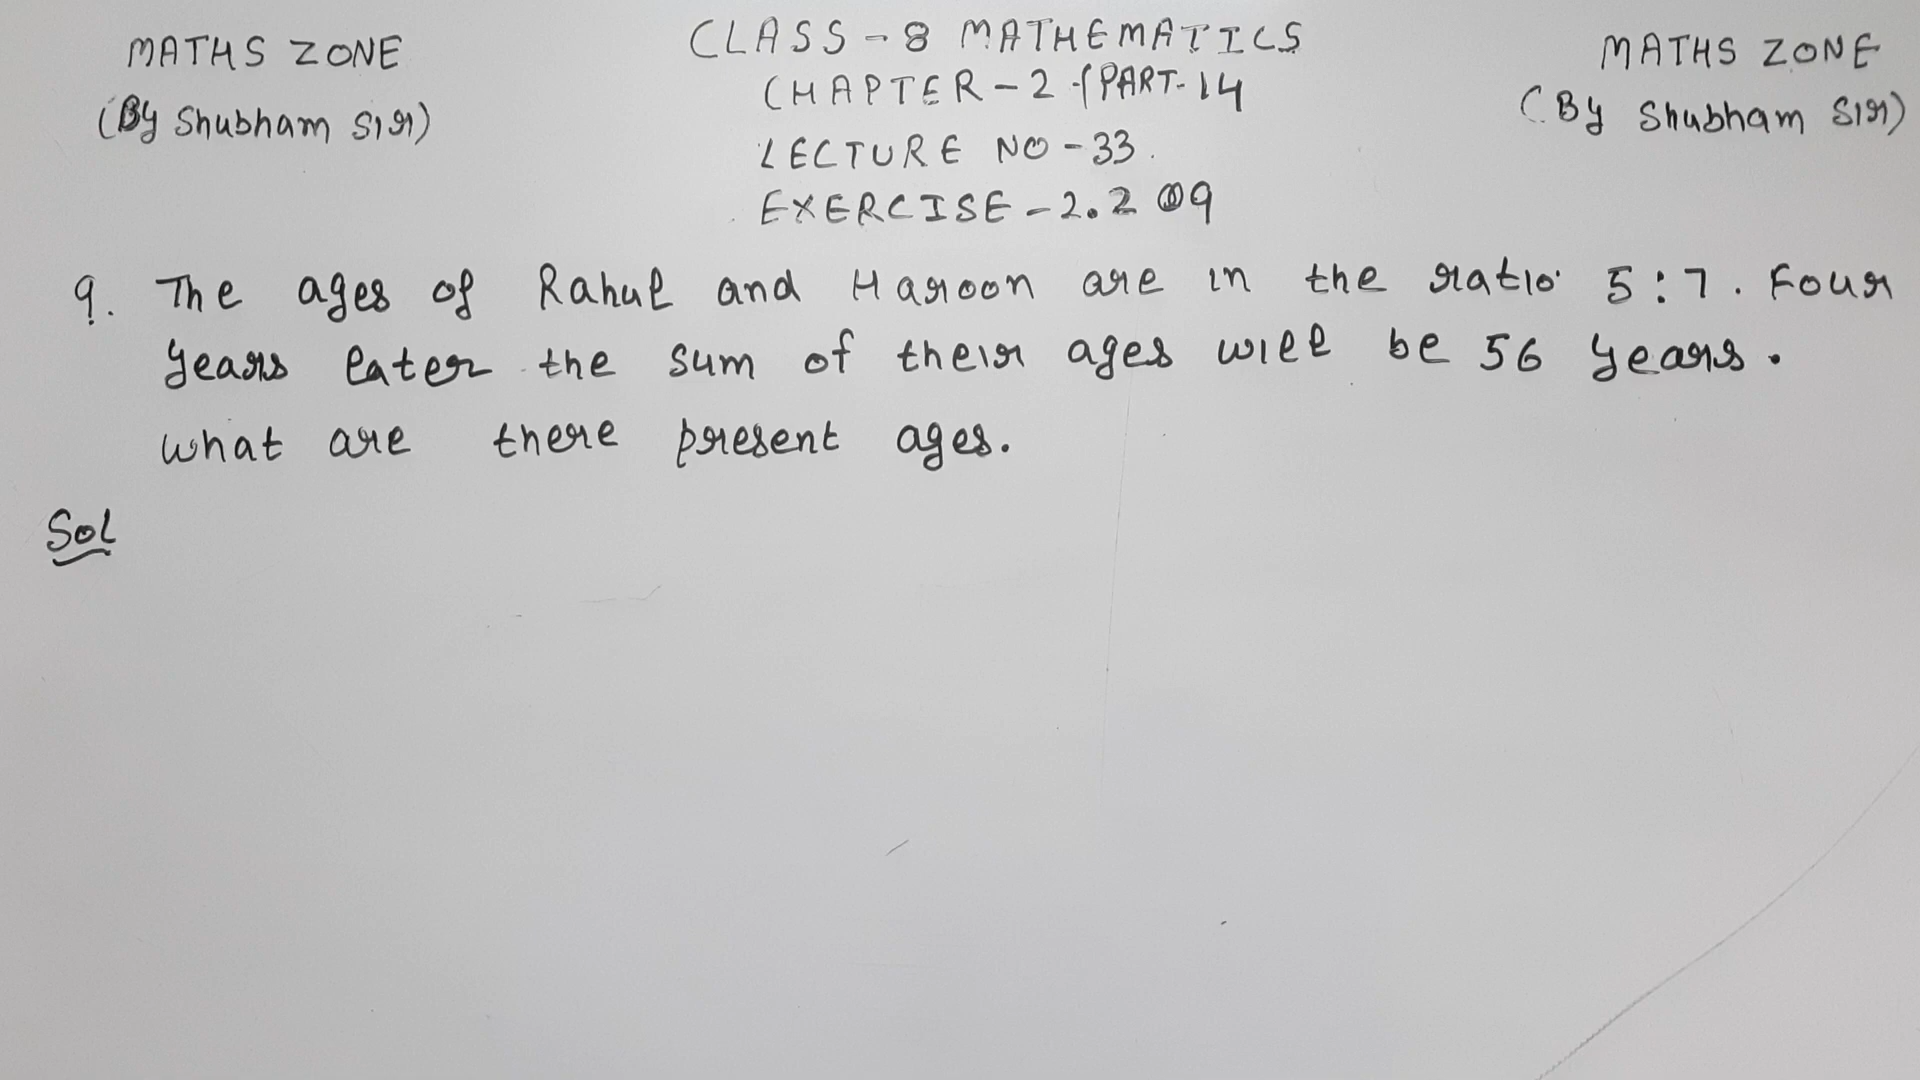 MATHS ZONE
(By Shubham Sir)
CLASS - 8 MATHEMATICS
CHAPTER - 2 (PART-14
LECTURE NO - 33.
EXERCISE - 2.2 Q9
MATHS ZONE
(By Shubham Sir)
9. The ages of Rahul and Haroon are in the ratio 5:7. Four
years later the sum of their ages will be 56 years.
what are there present ages.
Sol